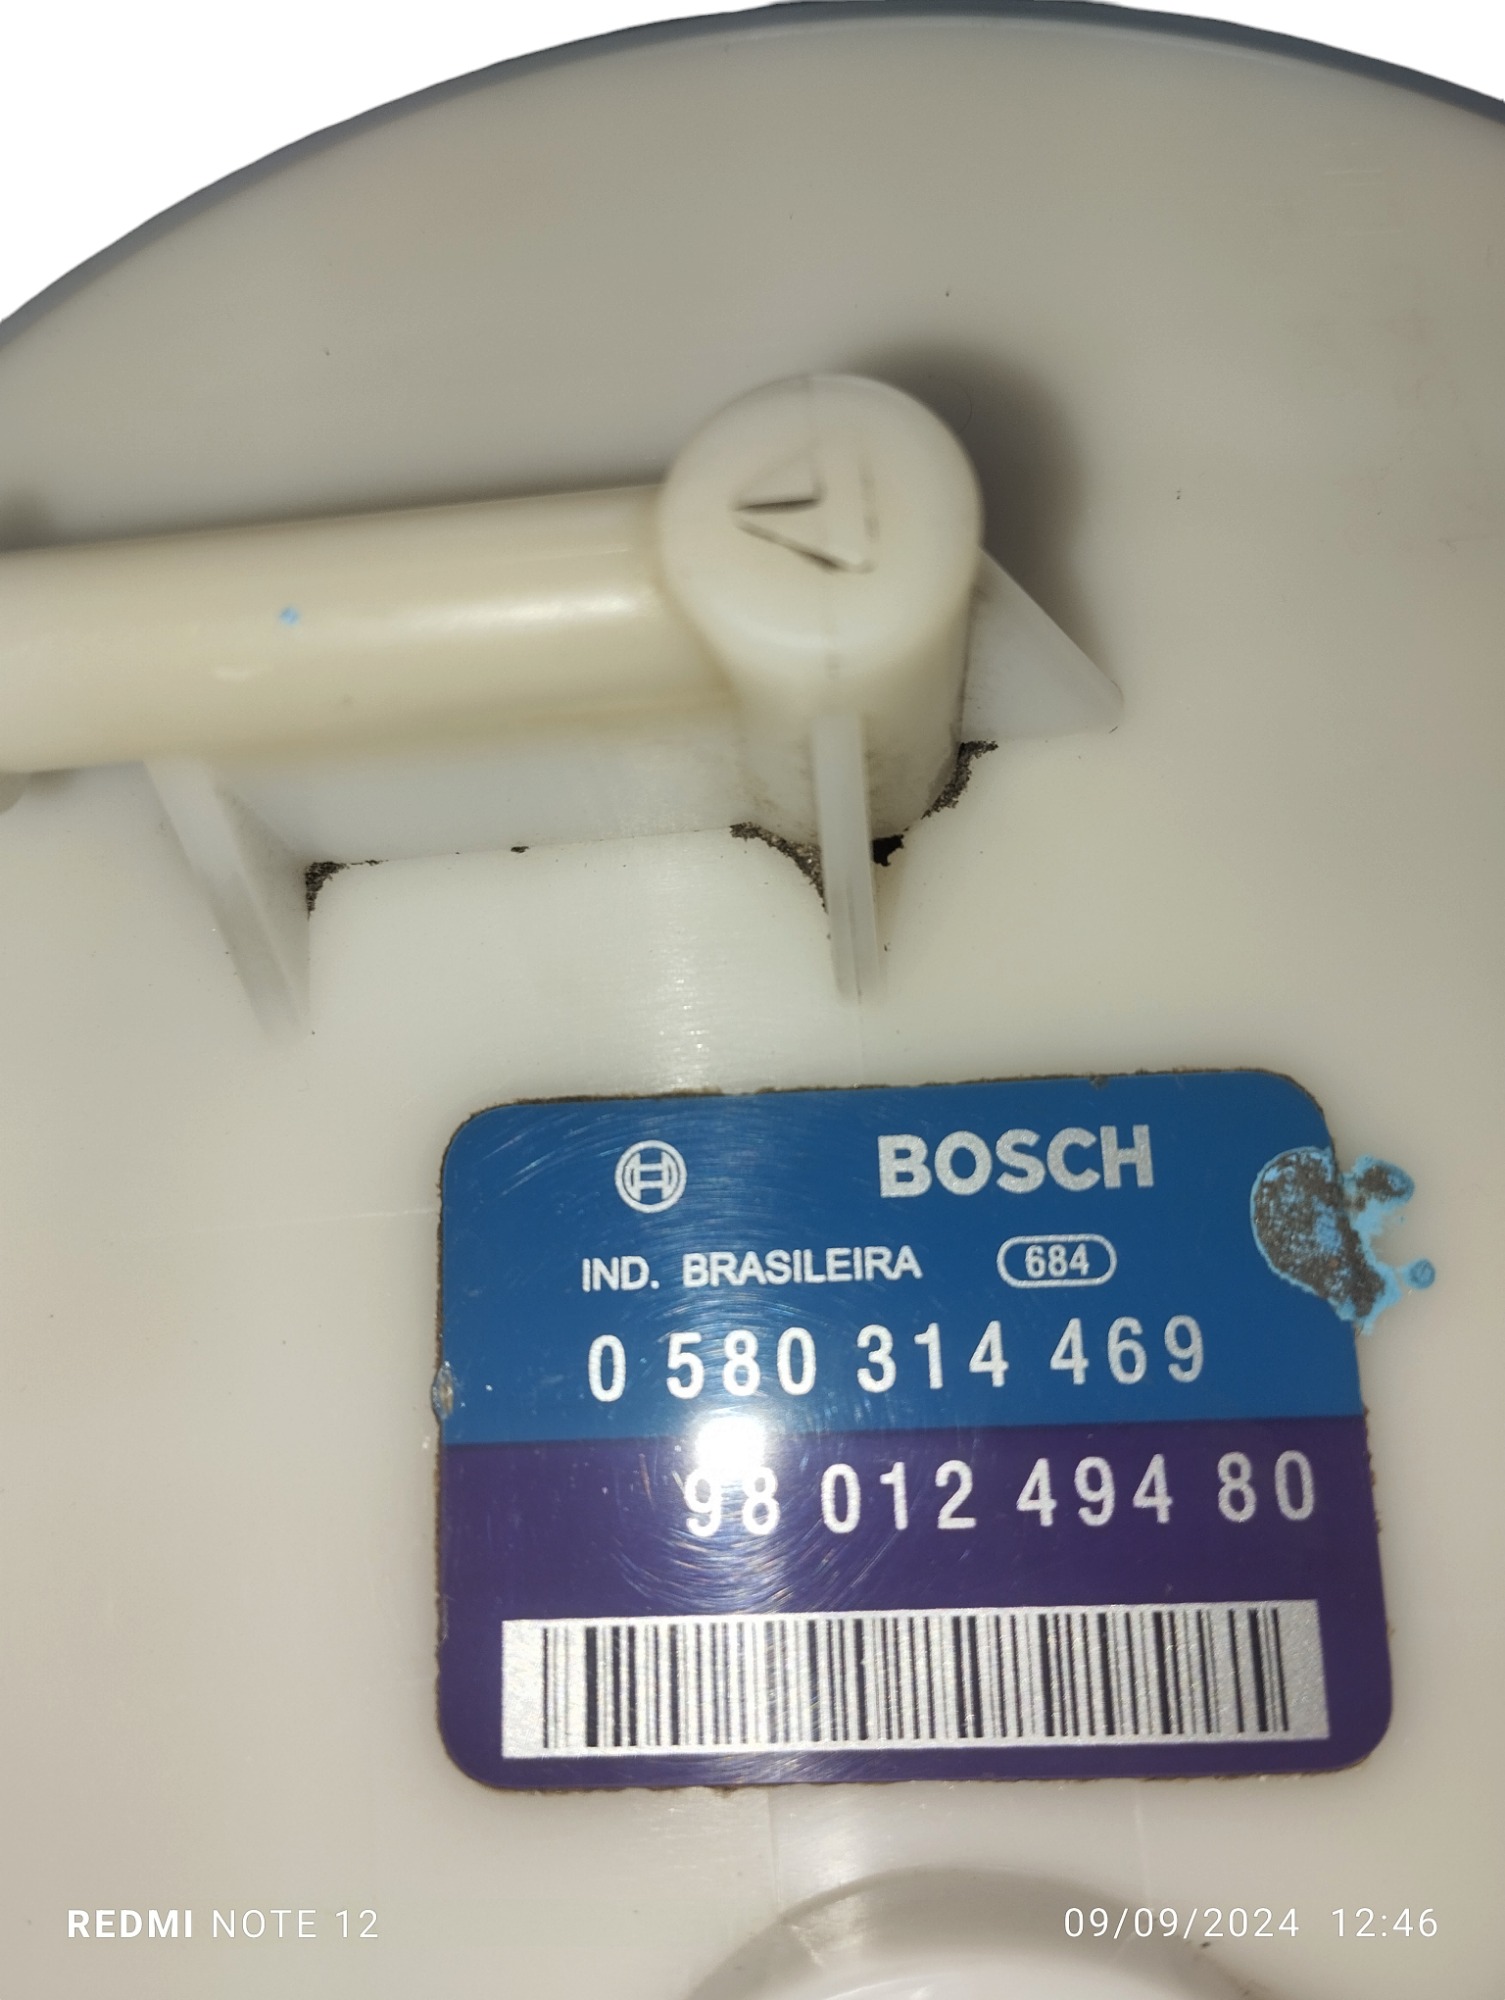 BOSCH
IND. BRASILEIRA 684
0 580 314 469
98 012 494 80
REDMI NOTE 12
09/09/2024 12:46